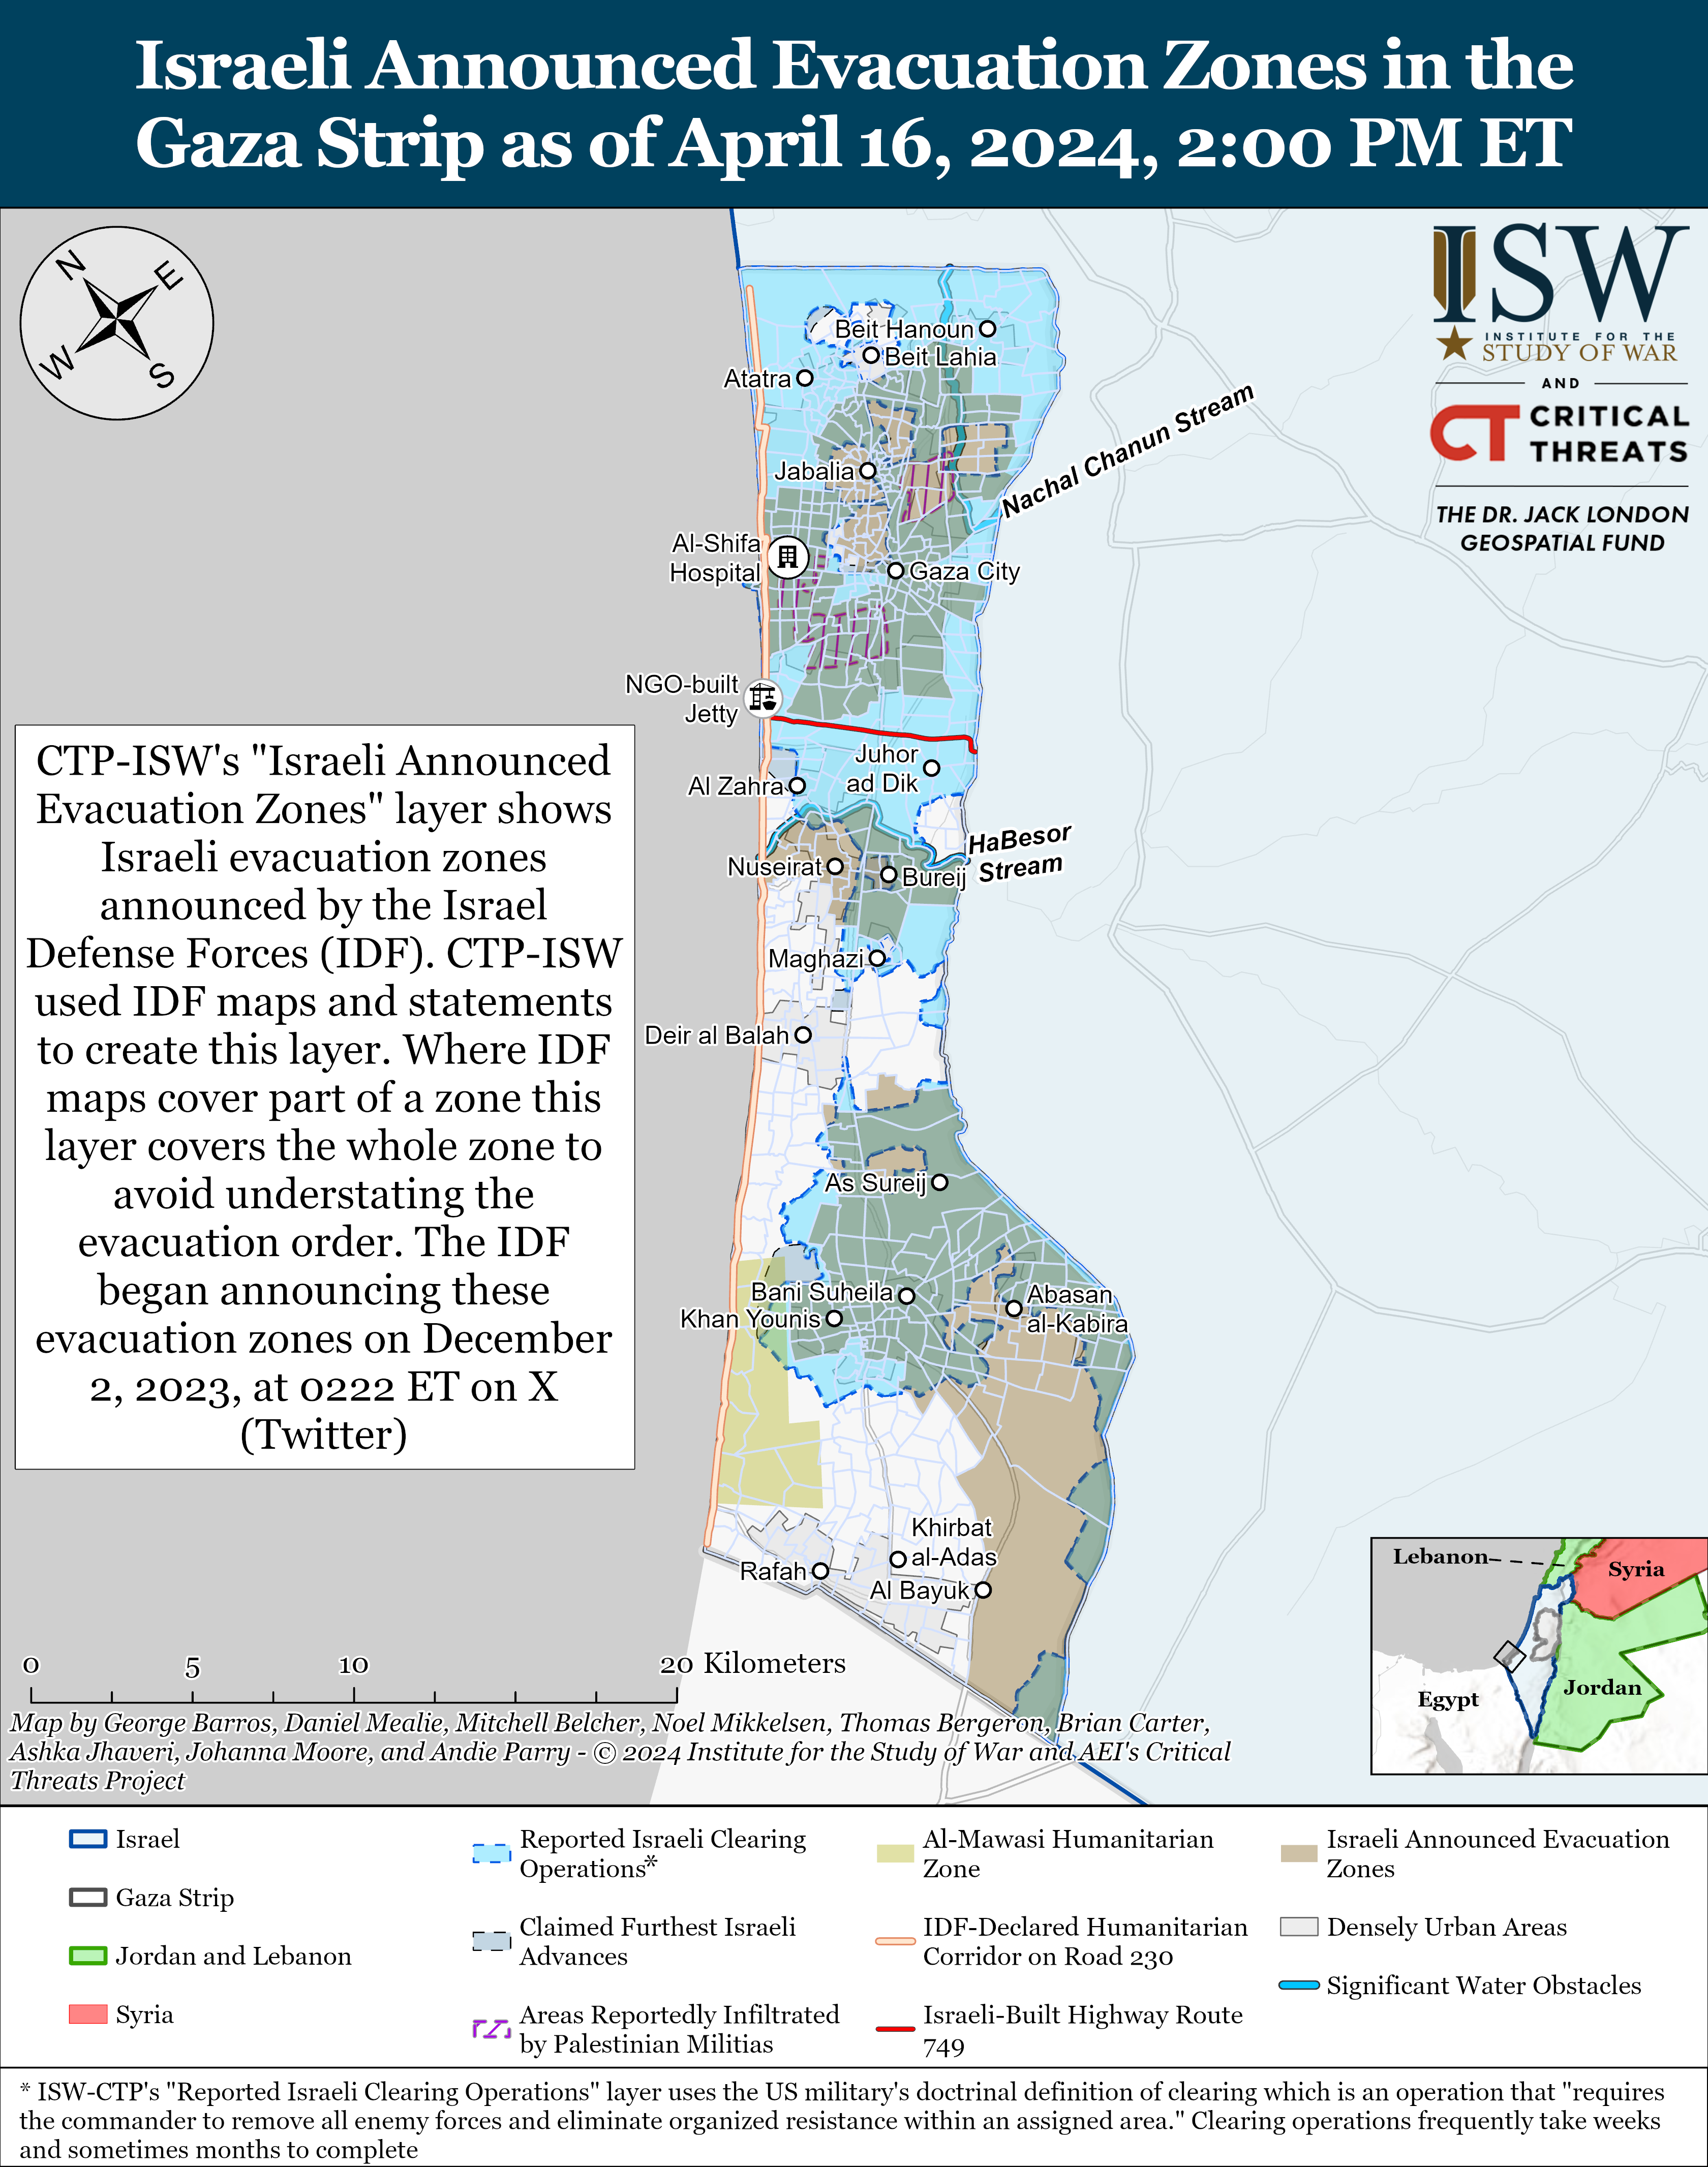 Israeli Announced Evacuation Zones in the
Gaza Strip as of April 16, 2024, 2:00 PM ET
N
E
W
S
ISW
INSTITUTE FOR THE
STUDY OF WAR
AND
CT CRITICAL
THREATS
THE DR. JACK LONDON
GEOSPATIAL FUND
Beit Hanoun
Beit Lahia
Atatra
Nachal Chanun Stream
Jabalia
Al-Shifa
Hospital
Gaza City
NGO-built
Jetty
Juhor
ad Dik
Al Zahra
HaBesor
Stream
Nuseirat
Bureij
Maghazi
Deir al Balah
As Sureij
Bani Suheila
Khan Younis
Abasan
al-Kabira
Khirbat
al-Adas
Rafah
Al Bayuk
CTP-ISW's "Israeli Announced
Evacuation Zones" layer shows
Israeli evacuation zones
announced by the Israel
Defense Forces (IDF). CTP-ISW
used IDF maps and statements
to create this layer. Where IDF
maps cover part of a zone this
layer covers the whole zone to
avoid understating the
evacuation order. The IDF
began announcing these
evacuation zones on December
2, 2023, at 0222 ET on X
(Twitter)
Lebanon
Syria
Egypt
Jordan
0 5 10 20 Kilometers
Map by George Barros, Daniel Mealie, Mitchell Belcher, Noel Mikkelsen, Thomas Bergeron, Brian Carter,
Ashka Jhaveri, Johanna Moore, and Andie Parry - © 2024 Institute for the Study of War and AEI's Critical
Threats Project
Israel
Gaza Strip
Jordan and Lebanon
Syria
Reported Israeli Clearing
Operations*
Claimed Furthest Israeli
Advances
Areas Reportedly Infiltrated
by Palestinian Militias
Al-Mawasi Humanitarian
Zone
IDF-Declared Humanitarian
Corridor on Road 230
Israeli-Built Highway Route
749
Israeli Announced Evacuation
Zones
Densely Urban Areas
Significant Water Obstacles
* ISW-CTP's "Reported Israeli Clearing Operations" layer uses the US military's doctrinal definition of clearing which is an operation that "requires
the commander to remove all enemy forces and eliminate organized resistance within an assigned area." Clearing operations frequently take weeks
and sometimes months to complete